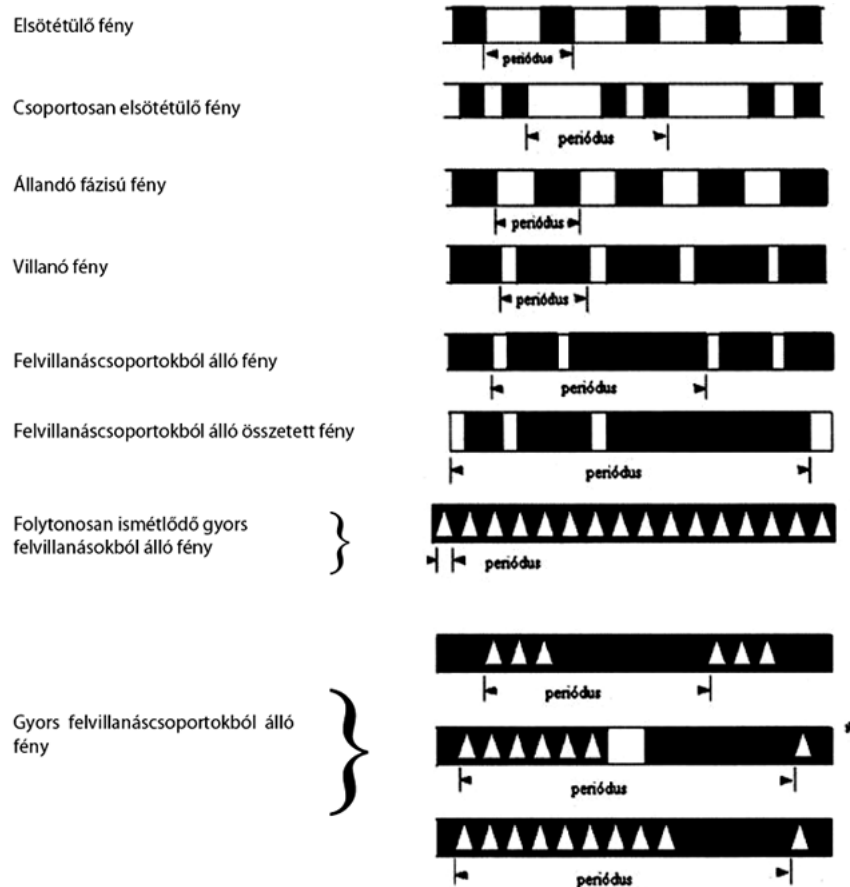 Elsötétülő fény
periódus
Csoportosan elsötétülő fény
periódus
Állandó fázisú fény
periódus
Villanó fény
periódus
Felvillanáscsoportokból álló fény
periódus
Felvillanáscsoportokból álló összetett fény
periódus
Folytonosan ismétlődő gyors
felvillanásokból álló fény
periódus
periódus
Gyors felvillanáscsoportokból álló
fény
*
periódus
periódus